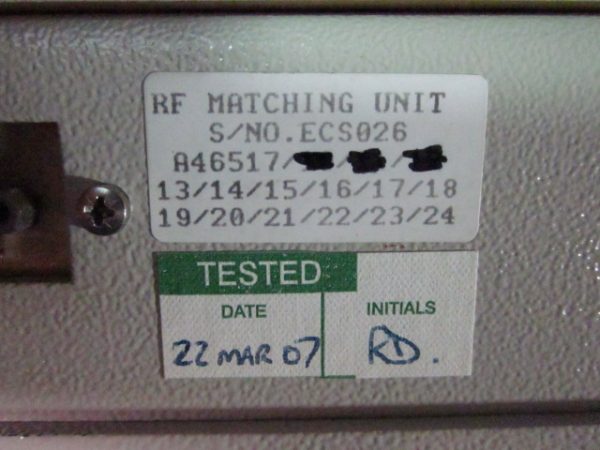 RF MATCHING UNIT
S/NO.ECS026
A46517/ / /
13/14/15/16/17/18
19/20/21/22/23/24
TESTED
DATE
INITIALS
22 MAR 07
RD.